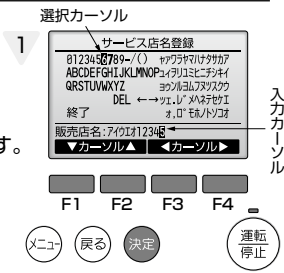 選択カーソル
1
サービス店名登録
0123456789-/() ヤアワラヤマハナタサカア
ABCDEFGHIJKLMNOPュイヲリユミヒニチシキイ
QRSTUVWXYZ ョゥンルヨムフヌツスクウ
DEL ←→ッェ.レ゛メヘネテセケエ
終了 ォ,ロ゜モホノトソコオ
販売店名:アイウエオ12345
▼カーソル▲ ◀カーソル▶
入力カーソル
す。
F1 F2 F3 F4
メニュー 戻る 決定 運転
停止